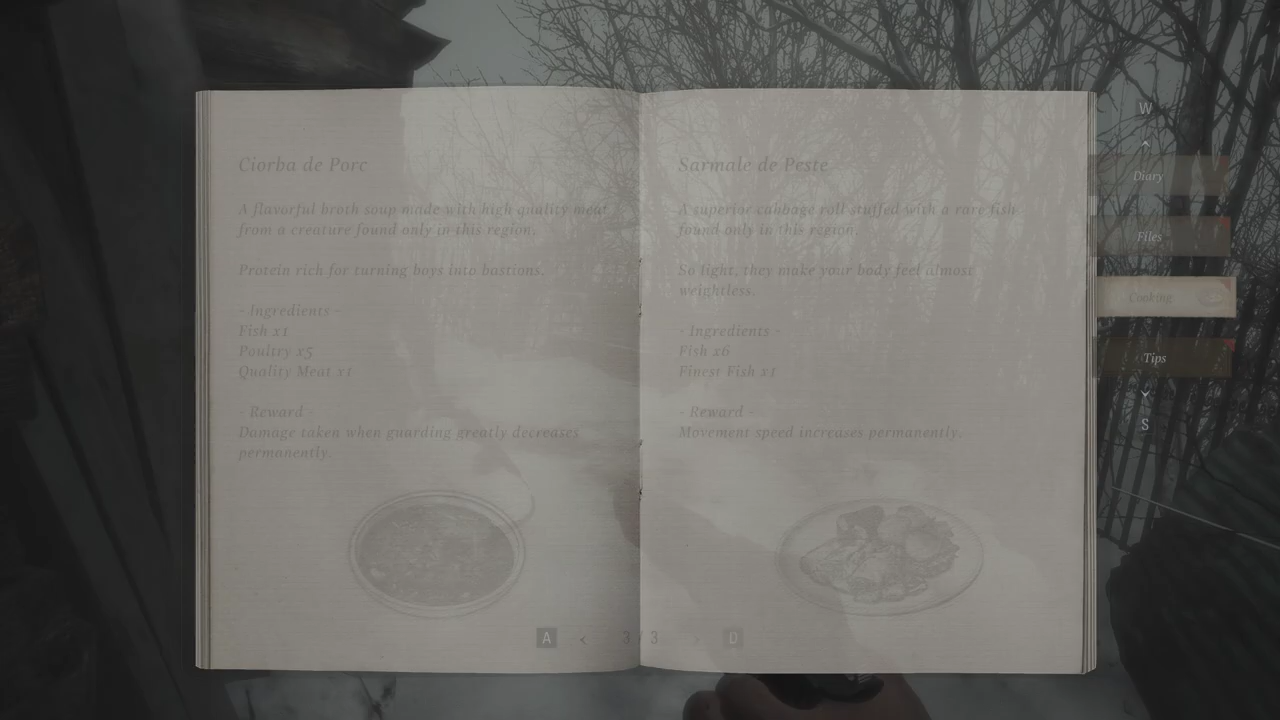 Ciorba de Porc
A flavorful broth soup made with high quality meat
from a creature found only in this region.
Protein rich for turning boys into bastions.
- Ingredients -
Fish x1
Poultry x5
Quality Meat x1
- Reward -
Damage taken when guarding greatly decreases
permanently.
Sarmale de Peste
A superior cabbage roll stuffed with a rare fish
found only in this region.
So light, they make your body feel almost
weightless.
- Ingredients -
Fish x6
Finest Fish x1
- Reward -
Movement speed increases permanently.
W
Diary
Files
Cooking
Tips
S
A < 3/3 > D